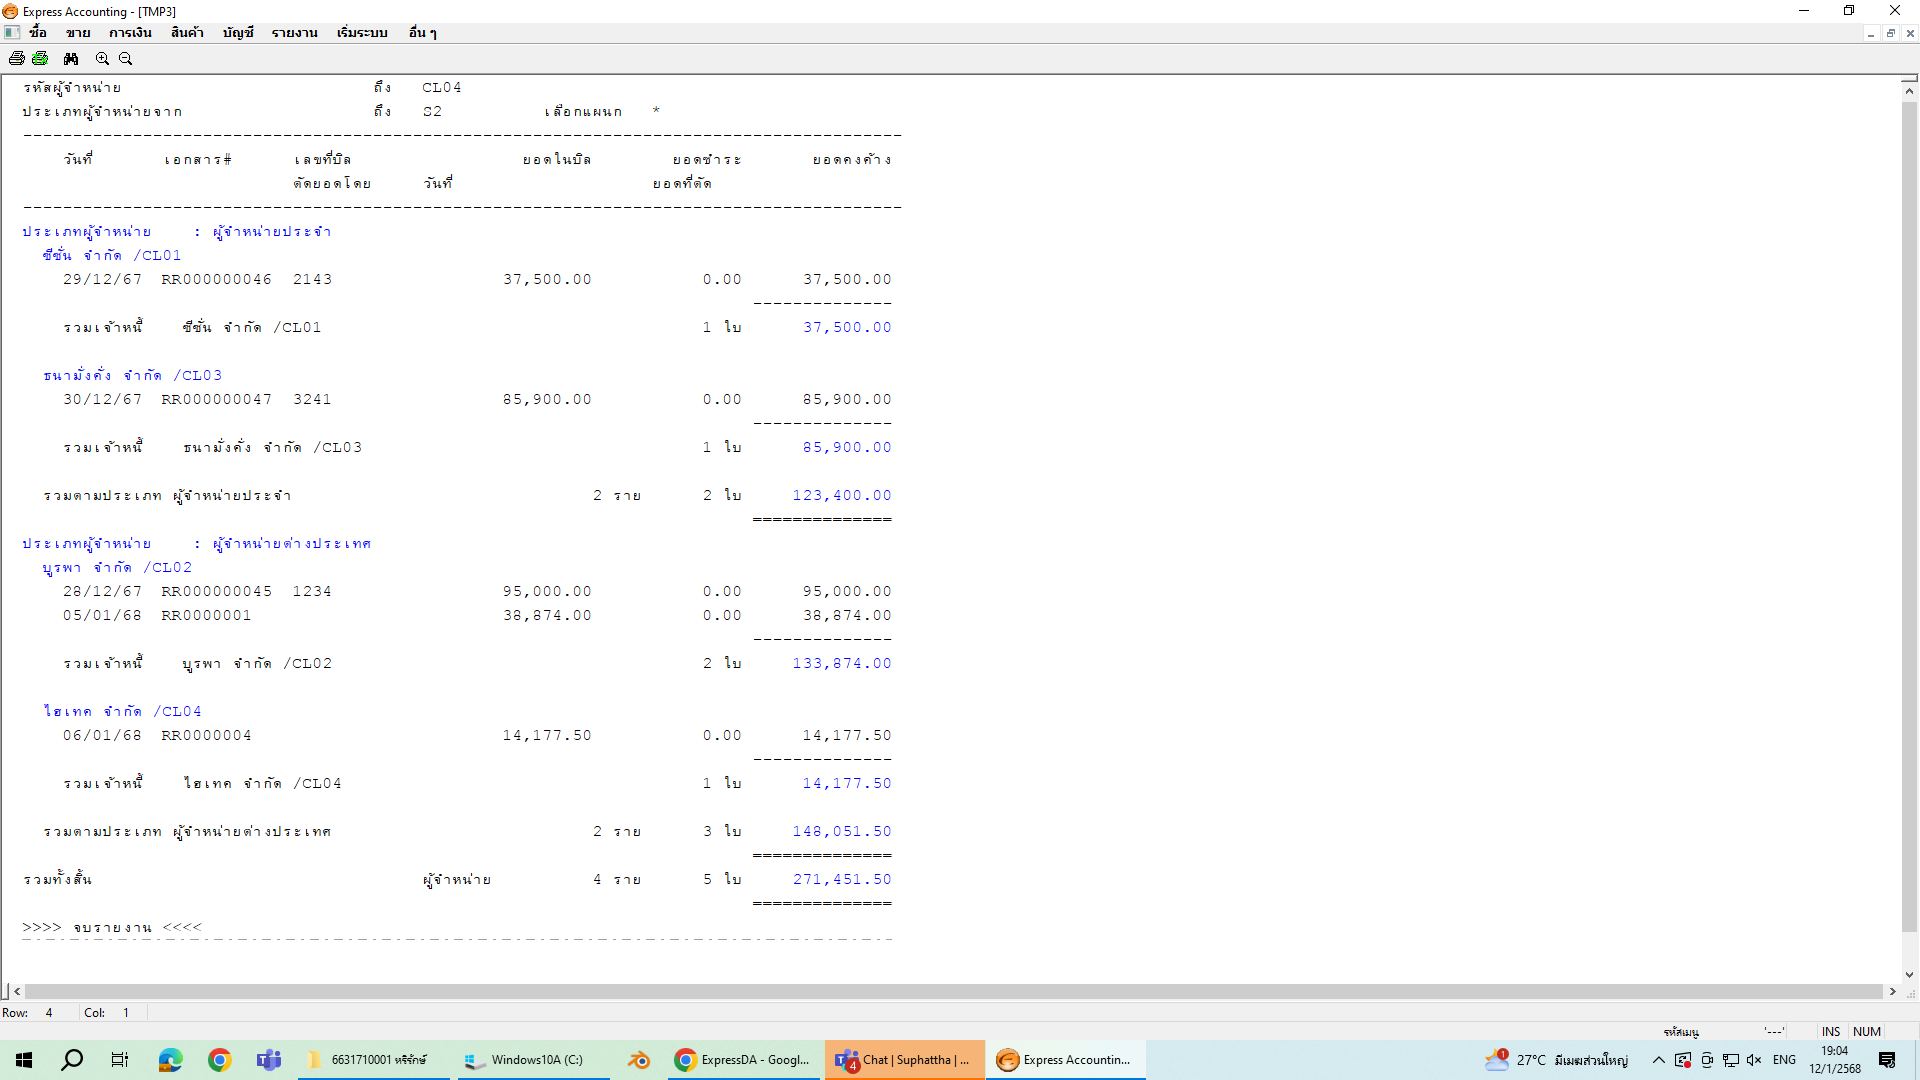 Express Accounting - [TMP3]
ซื้อ ขาย การเงิน สินค้า บัญชี รายงาน เริ่มระบบ อื่น ๆ
รหัสผู้จำหน่าย ถึง CL04
ประเภทผู้จำหน่ายจาก ถึง S2 เลือกแผนก *
วันที่ เอกสาร# เลขที่บิล ยอดในบิล ยอดชำระ ยอดคงค้าง
ตัดยอดโดย วันที่ ยอดที่ตัด
ประเภทผู้จำหน่าย : ผู้จำหน่ายประจำ
ซีซั่น จำกัด /CL01
29/12/67 RR000000046 2143 37,500.00 0.00 37,500.00
รวมเจ้าหนี้ ซีซั่น จำกัด /CL01 1 ใบ 37,500.00
ธนามั่งคั่ง จำกัด /CL03
30/12/67 RR000000047 3241 85,900.00 0.00 85,900.00
รวมเจ้าหนี้ ธนามั่งคั่ง จำกัด /CL03 1 ใบ 85,900.00
รวมตามประเภท ผู้จำหน่ายประจำ 2 ราย 2 ใบ 123,400.00
ประเภทผู้จำหน่าย : ผู้จำหน่ายต่างประเทศ
บูรพา จำกัด /CL02
28/12/67 RR000000045 1234 95,000.00 0.00 95,000.00
05/01/68 RR0000001 38,874.00 0.00 38,874.00
รวมเจ้าหนี้ บูรพา จำกัด /CL02 2 ใบ 133,874.00
ไฮเทค จำกัด /CL04
06/01/68 RR0000004 14,177.50 0.00 14,177.50
รวมเจ้าหนี้ ไฮเทค จำกัด /CL04 1 ใบ 14,177.50
รวมตามประเภท ผู้จำหน่ายต่างประเทศ 2 ราย 3 ใบ 148,051.50
รวมทั้งสิ้น ผู้จำหน่าย 4 ราย 5 ใบ 271,451.50
>>>> จบรายงาน <<<<
Row: 4 Col: 1
รหัสเมนู '---' INS NUM
6631710001 หริรักษ์ Windows10A (C:) ExpressDA - Googl... 4 Chat | Suphattha | ... Express Accountin... 1 27°C มีเมฆส่วนใหญ่ ENG 19:04
12/1/2568